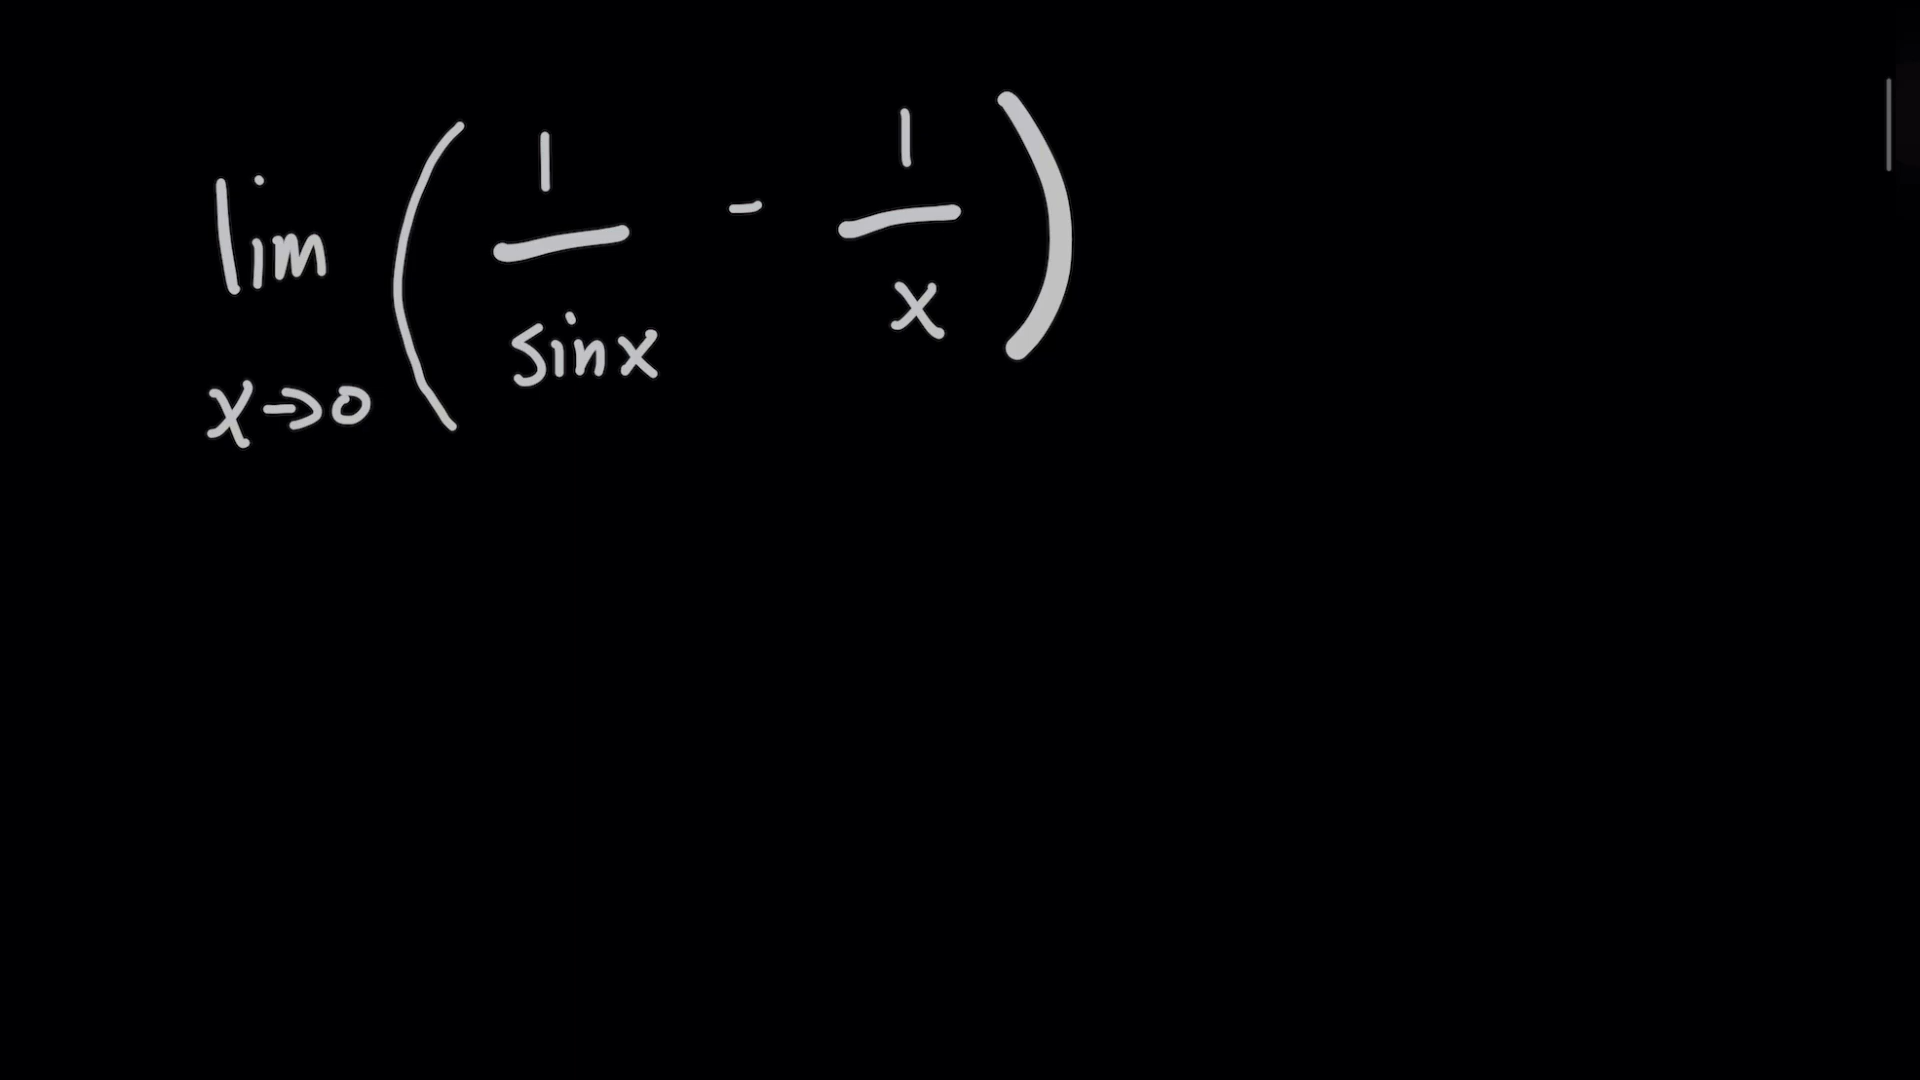 lim ( 1/sinx - 1/x )
x→0